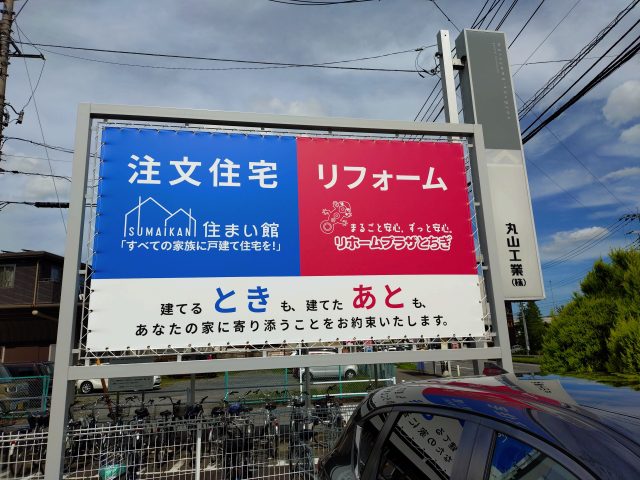 注文住宅
SUMAIKAN 住まい館
「すべての家族に戸建て住宅を!」
リフォーム
まるごと安心、ずっと安心。
リホームプラザとちぎ
建てる ときも、建てた あとも、
あなたの家に寄り添うことをお約束いたします。
丸山工業㈱